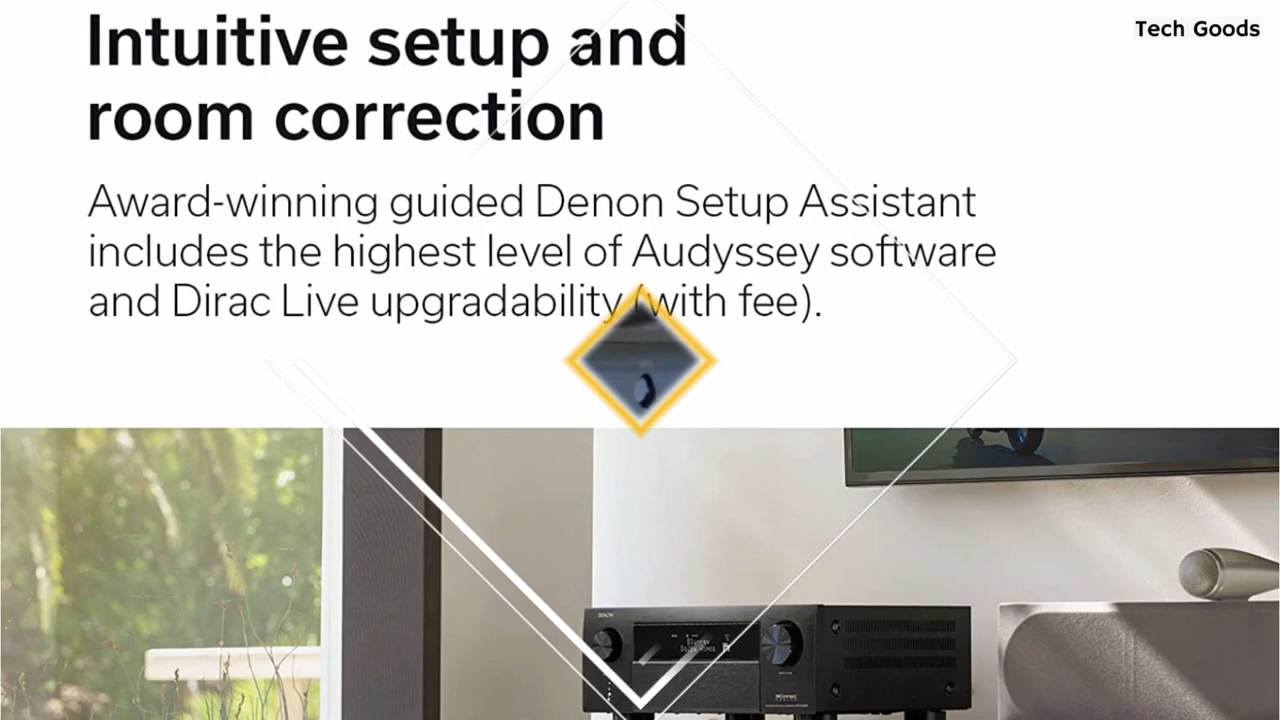 Intuitive setup and
Tech Goods
room correction
Award-winning guided Denon Setup Assistant
includes the highest level of Audyssey software
and Dirac Live upgradability (with fee).
DENON